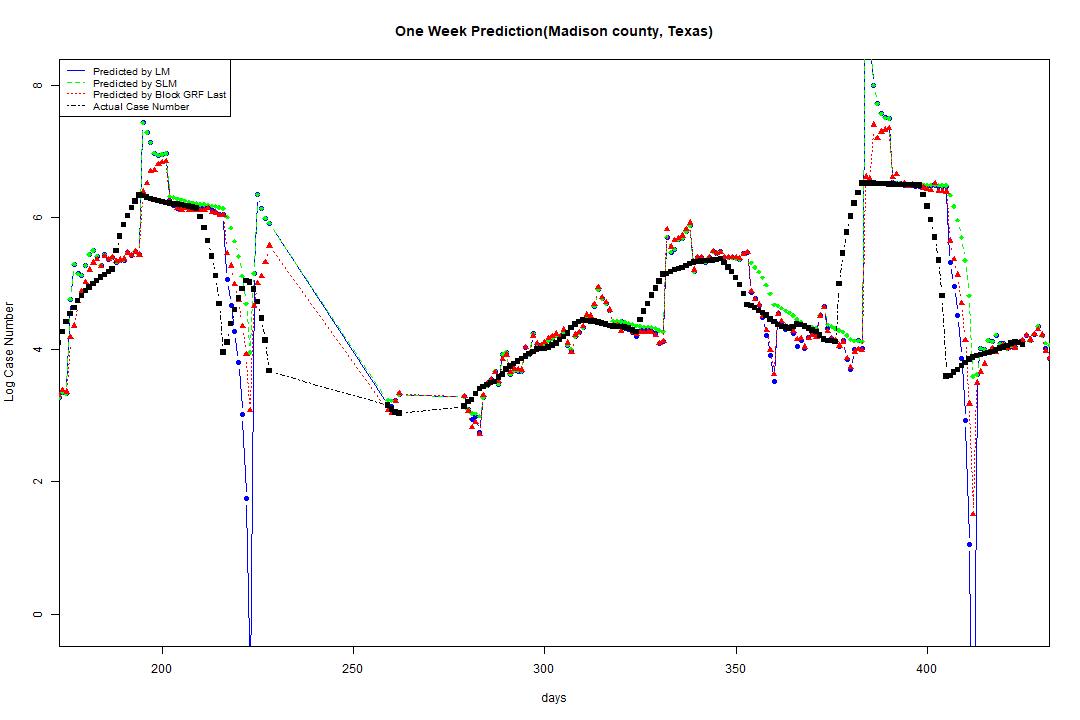 One Week Prediction(Madison county, Texas)
Predicted by LM
Predicted by SLM
Predicted by Block GRF Last
Actual Case Number
8
6
4
2
0
Log Case Number
200
250
300
350
400
days